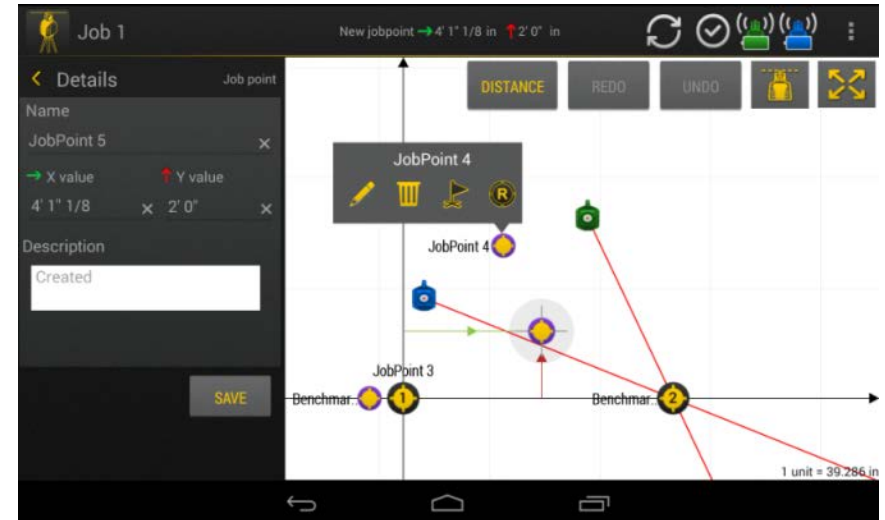 Job 1
New jobpoint → 4' 1" 1/8 in ↑ 2' 0" in
Details
Job point
Name
JobPoint 5
X value
Y value
4' 1" 1/8
2' 0"
Description
Created
SAVE
DISTANCE
REDO
UNDO
JobPoint 4
R
JobPoint 4
JobPoint 3
Benchmar..
1
Benchmar..
2
1 unit = 39.286 in